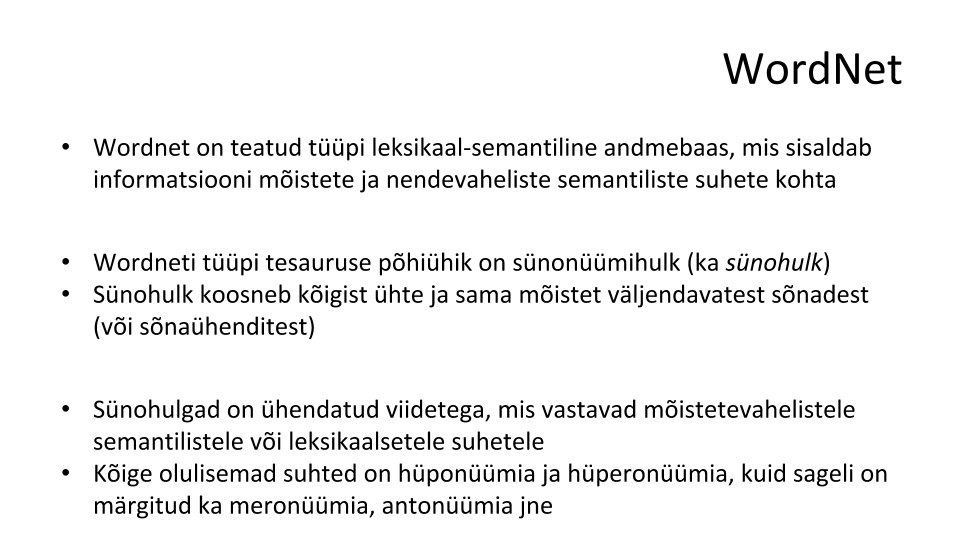 WordNet
• Wordnet on teatud tüüpi leksikaal-semantiline andmebaas, mis sisaldab
informatsiooni mõistete ja nendevaheliste semantiliste suhete kohta
• Wordneti tüüpi tesauruse põhiühik on sünonüümihulk (ka sünohulk)
• Sünohulk koosneb kõigist ühte ja sama mõistet väljendavatest sõnadest
(või sõnaühenditest)
• Sünohulgad on ühendatud viidetega, mis vastavad mõistetevahelistele
semantilistele või leksikaalsetele suhetele
• Kõige olulisemad suhted on hüponüümia ja hüperonüümia, kuid sageli on
märgitud ka meronüümia, antonüümia jne